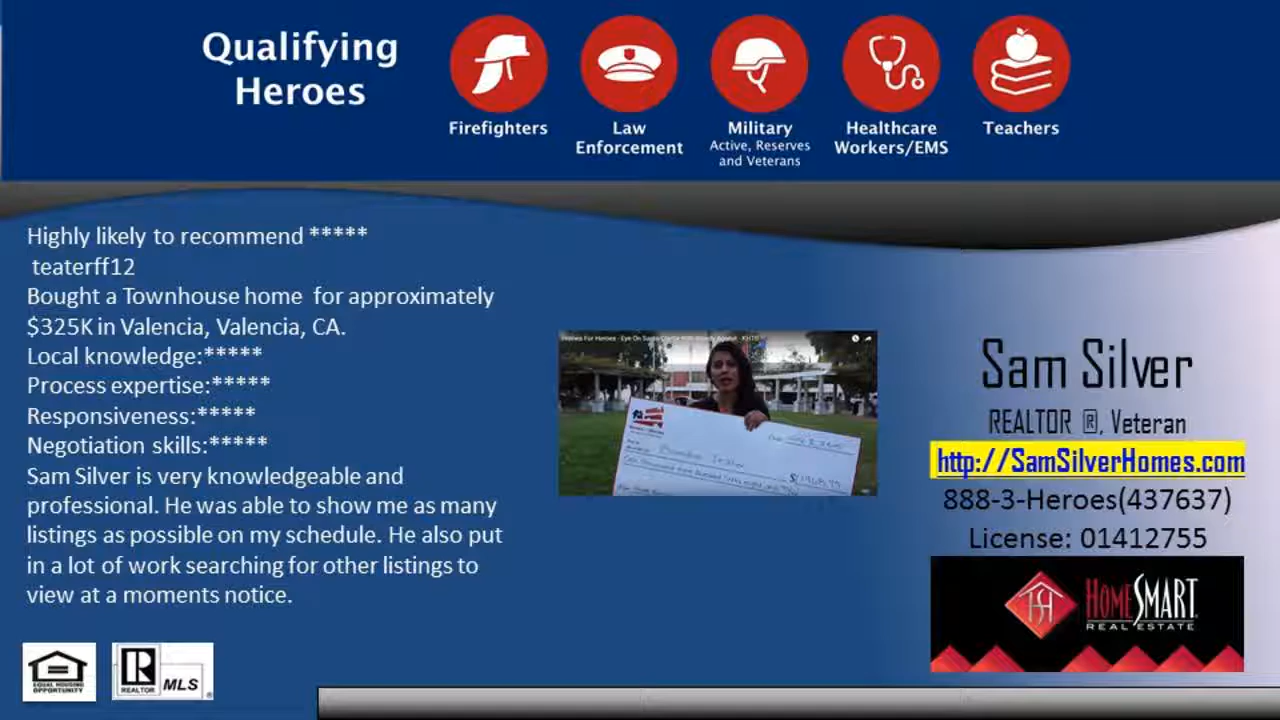 Qualifying
Heroes
Firefighters
Law
Enforcement
Military
Active, Reserves
and Veterans
Healthcare
Workers/EMS
Teachers
Highly likely to recommend *****
teaterff12
Bought a Townhouse home for approximately
$325K in Valencia, Valencia, CA.
Local knowledge:*****
Process expertise:*****
Responsiveness:*****
Negotiation skills:*****
Sam Silver is very knowledgeable and
professional. He was able to show me as many
listings as possible on my schedule. He also put
in a lot of work searching for other listings to
view at a moments notice.
Sam Silver
REALTOR ®, Veteran
http://SamSilverHomes.com
888-3-Heroes(437637)
License: 01412755
HOMESMART
REAL ESTATE
EQUAL HOUSING
OPPORTUNITY
REALTOR
MLS